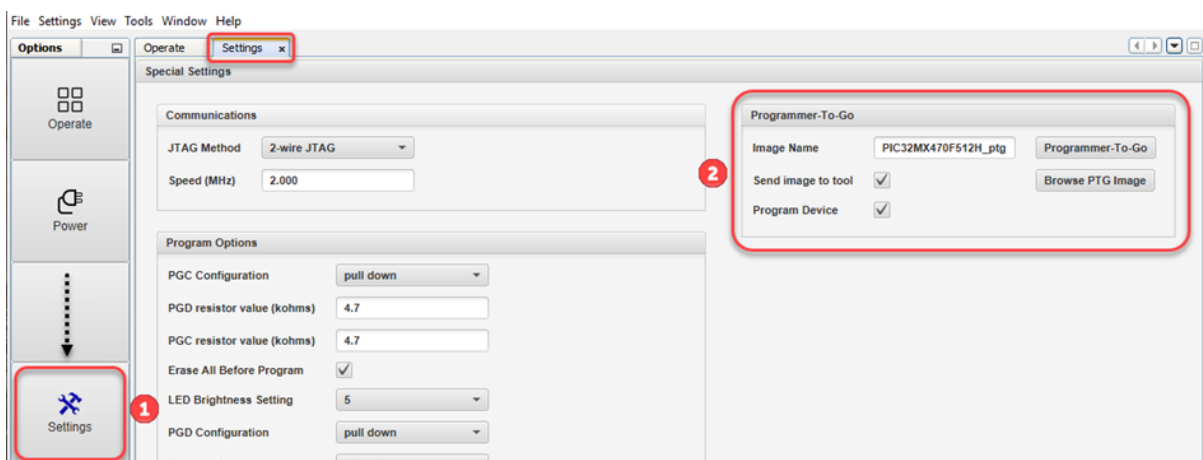 File Settings View Tools Window Help
Options
Operate
Settings x
Special Settings
Operate
Power
1
Settings
Communications
JTAG Method 2-wire JTAG
Speed (MHz) 2.000
Program Options
PGC Configuration pull down
PGD resistor value (kohms) 4.7
PGC resistor value (kohms) 4.7
Erase All Before Program
LED Brightness Setting 5
PGD Configuration pull down
2
Programmer-To-Go
Image Name PIC32MX470F512H_ptg Programmer-To-Go
Send image to tool Browse PTG Image
Program Device